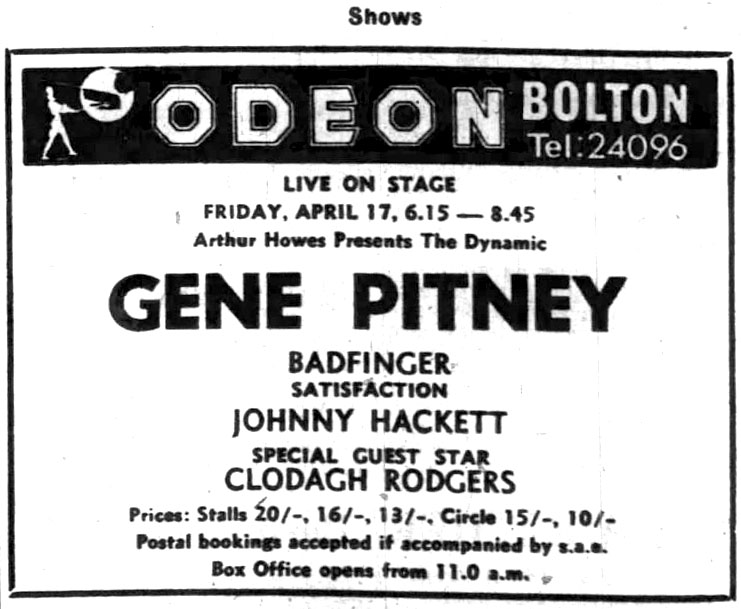 Shows
ODEON BOLTON
Tel:24096
LIVE ON STAGE
FRIDAY, APRIL 17, 6.15 — 8.45
Arthur Howes Presents The Dynamic
GENE PITNEY
BADFINGER
SATISFACTION
JOHNNY HACKETT
SPECIAL GUEST STAR
CLODAGH RODGERS
Prices: Stalls 20/-, 16/-, 13/-. Circle 15/-, 10/-
Postal bookings accepted if accompanied by s.a.e.
Box Office opens from 11.0 a.m.